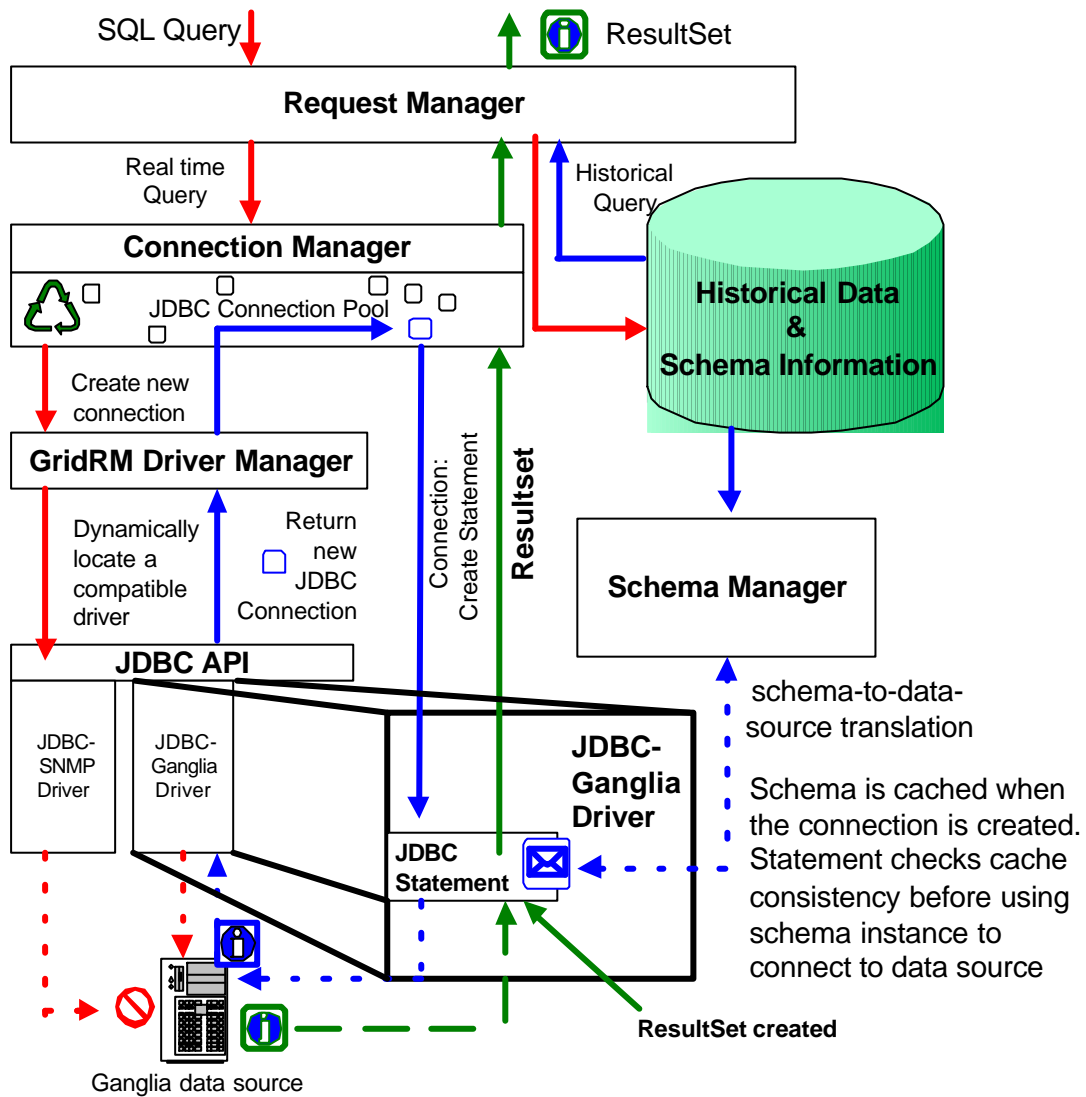 SQL Query
ResultSet
Request Manager
Real time
Query
Historical
Query
Connection Manager
JDBC Connection Pool
Historical Data
&
Schema Information
Create new
connection
GridRM Driver Manager
Dynamically
locate a
compatible
driver
Return
new
JDBC
Connection
Connection:
Create Statement
Resultset
Schema Manager
JDBC API
JDBC-
SNMP
Driver
JDBC-
Ganglia
Driver
JDBC-
Ganglia
Driver
JDBC
Statement
schema-to-data-
source translation
Schema is cached when
the connection is created.
Statement checks cache
consistency before using
schema instance to
connect to data source
ResultSet created
Ganglia data source